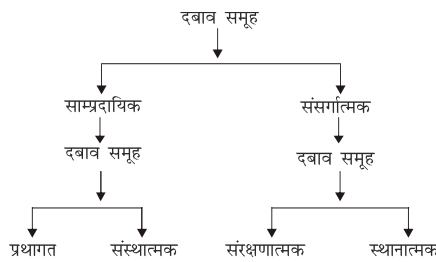 दबाव समूह
साम्प्रदायिक संसर्गात्मक
दबाव समूह दबाव समूह
प्रथागत संस्थात्मक संरक्षणात्मक स्थानात्मक